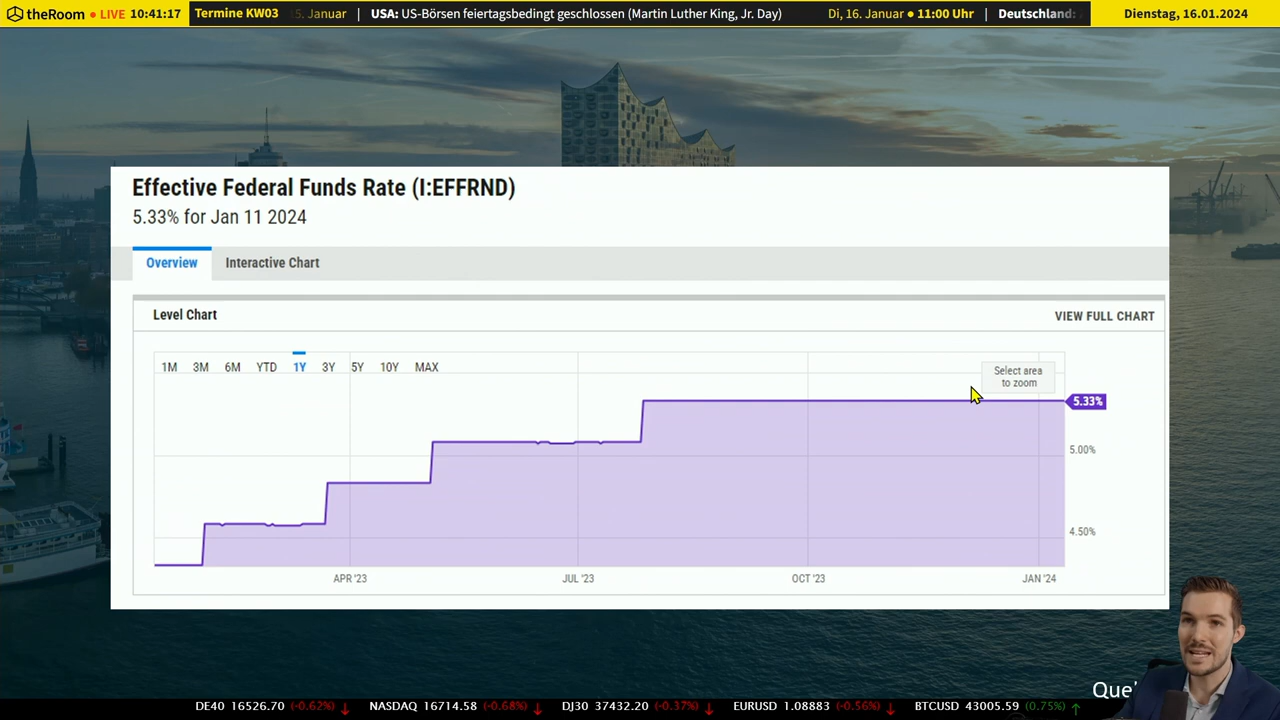 theRoom • LIVE 10:41:17
Termine KW03 5. Januar | USA: US-Börsen feiertagsbedingt geschlossen (Martin Luther King, Jr. Day) Di, 16. Januar • 11:00 Uhr | Deutschland:
Dienstag, 16.01.2024
Effective Federal Funds Rate (I:EFFRND)
5.33% for Jan 11 2024
Overview Interactive Chart
Level Chart VIEW FULL CHART
1M 3M 6M YTD 1Y 3Y 5Y 10Y MAX
Select area
to zoom
5.33%
5.00%
4.50%
APR '23 JUL '23 OCT '23 JAN '24
DE40 16526.70 (-0.62%) ↓ NASDAQ 16714.58 (-0.68%) ↓ DJ30 37432.20 (-0.37%) ↓ EURUSD 1.08883 (-0.56%) ↓ BTCUSD 43005.59 (0.75%) ↑